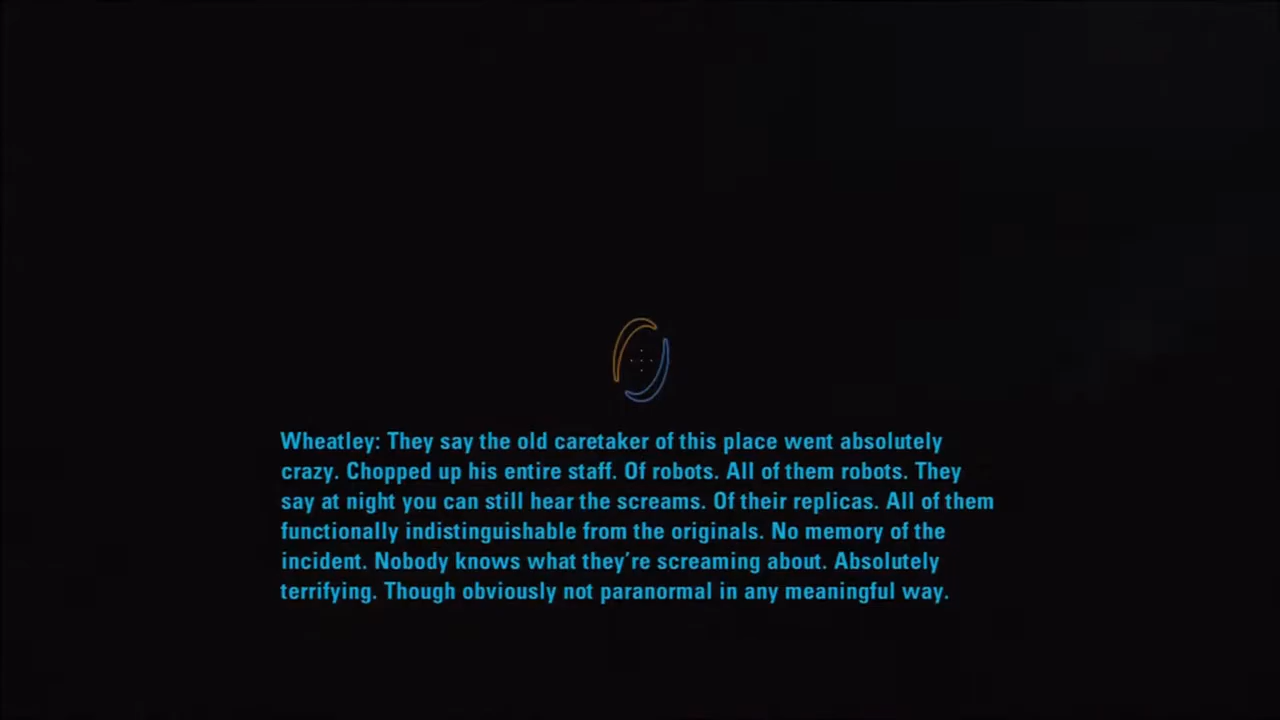 Wheatley: They say the old caretaker of this place went absolutely
crazy. Chopped up his entire staff. Of robots. All of them robots. They
say at night you can still hear the screams. Of their replicas. All of them
functionally indistinguishable from the originals. No memory of the
incident. Nobody knows what they're screaming about. Absolutely
terrifying. Though obviously not paranormal in any meaningful way.